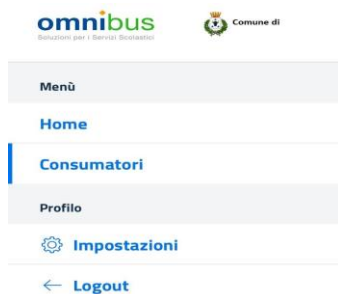 omnibus
Soluzioni per i Servizi Scolastici
Comune di
Menù
Home
Consumatori
Profilo
Impostazioni
Logout